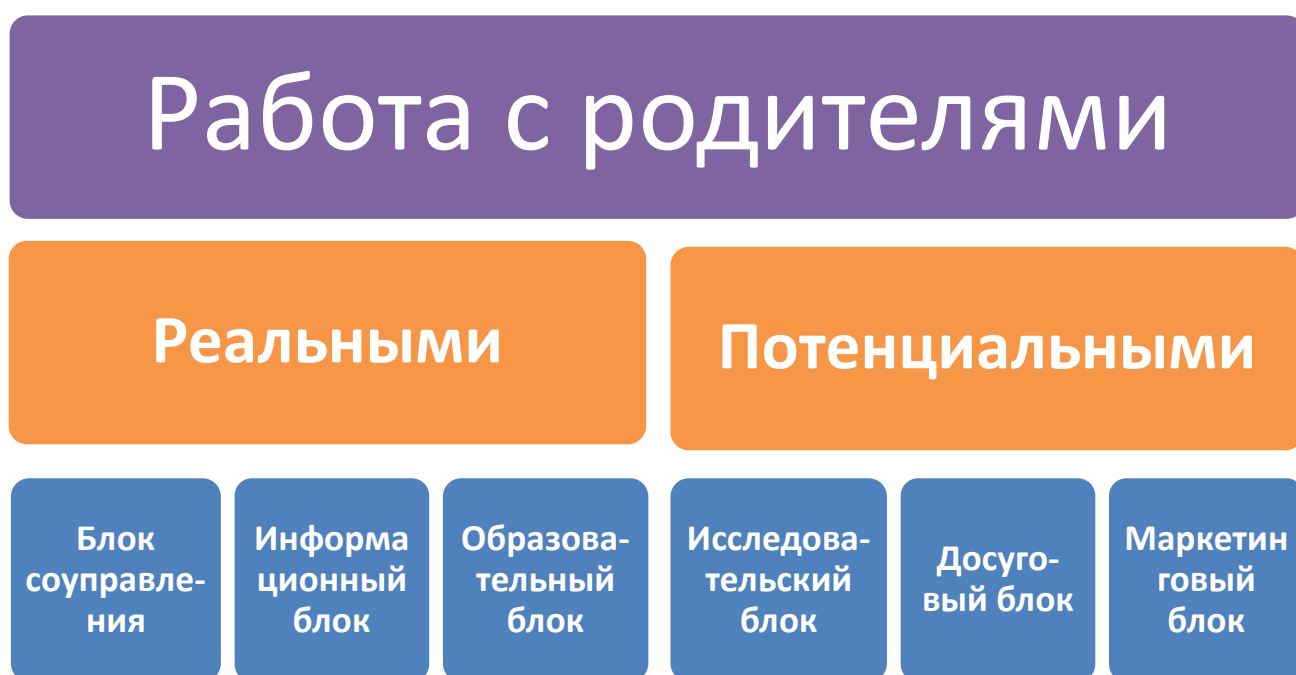 Работа с родителями
Реальными
Потенциальными
Блок
соуправле-
ния
Информа
ционный
блок
Образова-
тельный
блок
Исследова-
тельский
блок
Досуго-
вый блок
Маркетин
говый
блок